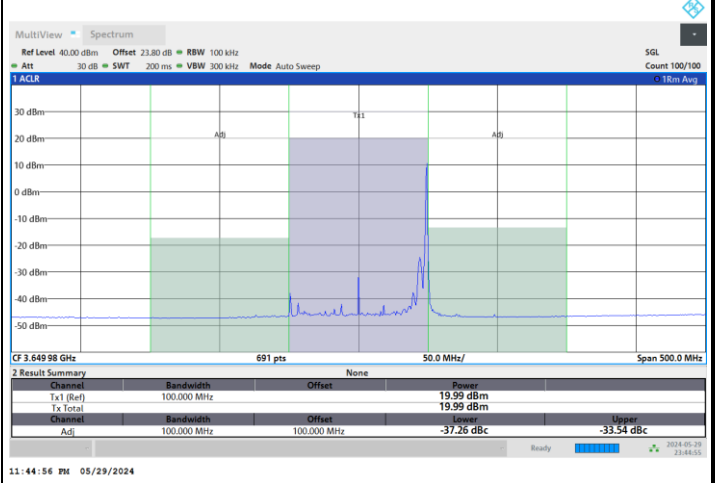 MultiView Spectrum
Ref Level 40.00 dBm Offset 23.80 dB RBW 100 kHz SGL
Att 30 dB SWT 200 ms VBW 300 kHz Mode Auto Sweep Count 100/100
1 ACLR 1Rm Avg
30 dBm
Tx1
20 dBm
Adj Adj
10 dBm
0 dBm
-10 dBm
-20 dBm
-30 dBm
-40 dBm
-50 dBm
CF 3.649 98 GHz 691 pts 50.0 MHz/ Span 500.0 MHz
2 Result Summary None
Channel Bandwidth Offset Power
Tx1 (Ref) 100.000 MHz 19.99 dBm
Tx Total 19.99 dBm
Channel Bandwidth Offset Lower Upper
Adj 100.000 MHz 100.000 MHz -37.26 dBc -33.54 dBc
Ready 2024-05-29
23:44:55
11:44:56 PM 05/29/2024